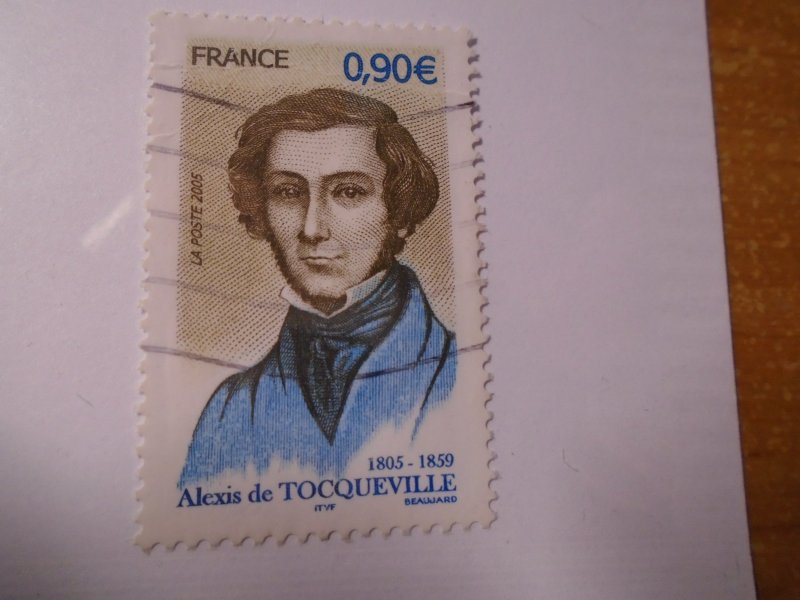 FRANCE
0,90€
LA POSTE 2005
1805 - 1859
Alexis de TOCQUEVILLE
ITVF
BEAUJARD